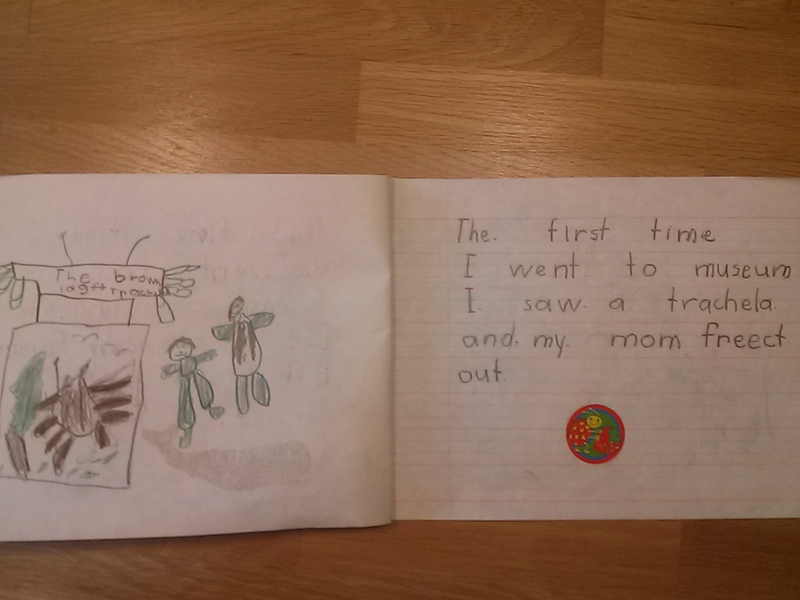 The brown
The. first time
I went to museum
I. saw. a trachela.
and. my. mom freect
out.